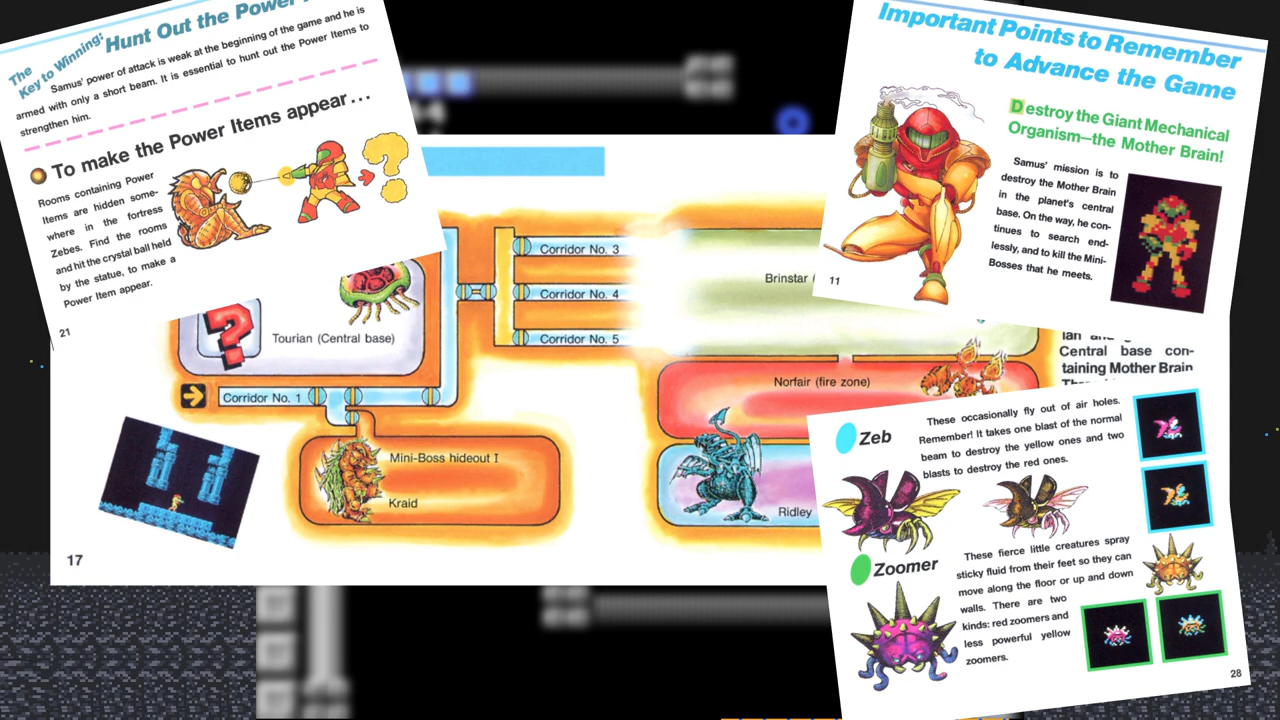 The
Key to Winning:
Hunt Out the Power
Samus' power of attack is weak at the beginning of the game and he is
armed with only a short beam. It is essential to hunt out the Power Items to
strengthen him.
To make the Power Items appear...
Rooms containing Power
Items are hidden some-
where in the fortress
Zebes. Find the rooms
and hit the crystal ball held
by the statue, to make a
Power Item appear.
21
Important Points to Remember
to Advance the Game
Destroy the Giant Mechanical
Organism—the Mother Brain!
Samus' mission is to
destroy the Mother Brain
in the planet's central
base. On the way, he con-
tinues to search end-
lessly, and to kill the Mini-
Bosses that he meets.
11
Corridor No. 3
Corridor No. 4
Corridor No. 5
Brinstar (
?
Tourian (Central base)
Corridor No. 1
Norfair (fire zone)
Mini-Boss hideout I
Kraid
Ridley
17
Central base con-
taining Mother Brain
Zeb
These occasionally fly out of air holes.
Remember! It takes one blast of the normal
beam to destroy the yellow ones and two
blasts to destroy the red ones.
Zoomer
These fierce little creatures spray
sticky fluid from their feet so they can
move along the floor or up and down
walls. There are two
kinds: red zoomers and
less powerful yellow
zoomers.
28